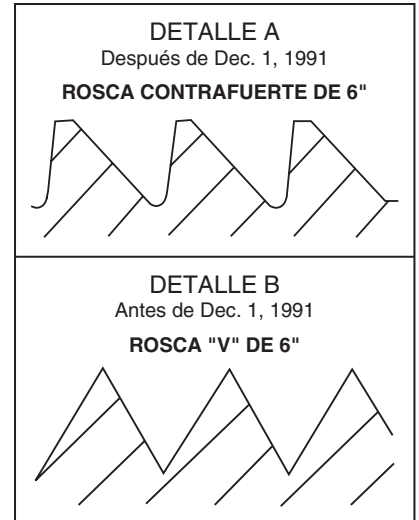 DETALLE A
Después de Dec. 1, 1991
ROSCA CONTRAFUERTE DE 6"
DETALLE B
Antes de Dec. 1, 1991
ROSCA "V" DE 6"